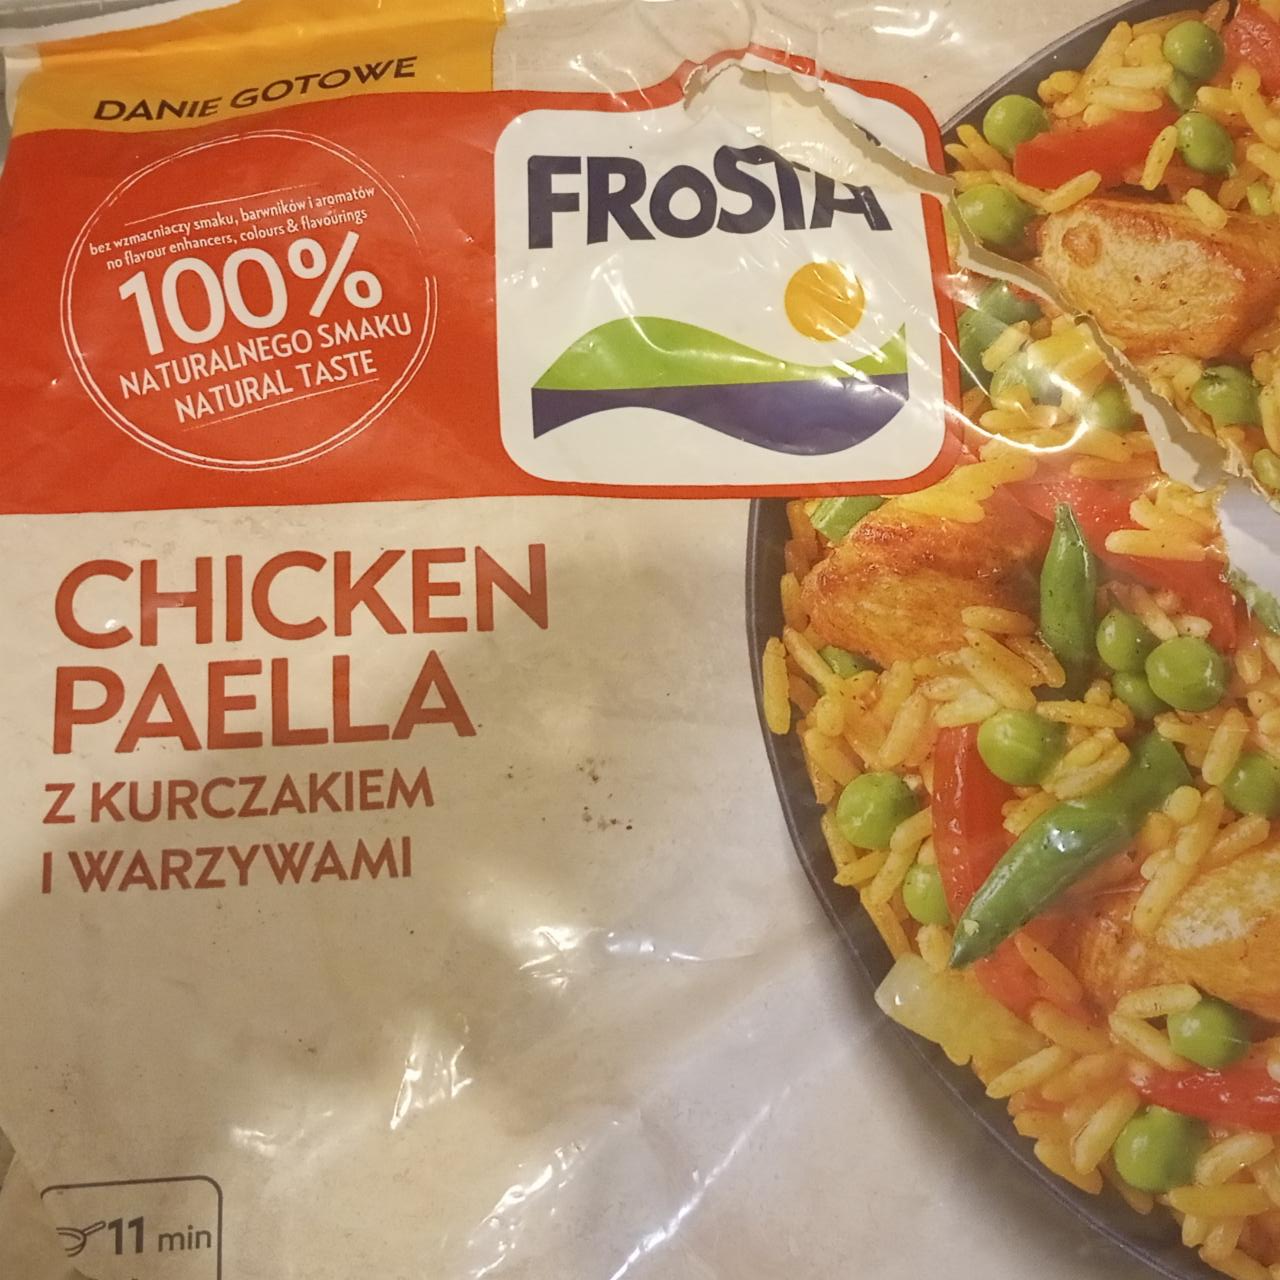 DANIE GOTOWE
bez wzmacniaczy smaku, barwników i aromatów
no flavour enhancers, colours & flavourings
100%
NATURALNEGO SMAKU
NATURAL TASTE
FRoSTA
CHICKEN
PAELLA
Z KURCZAKIEM
I WARZYWAMI
11 min